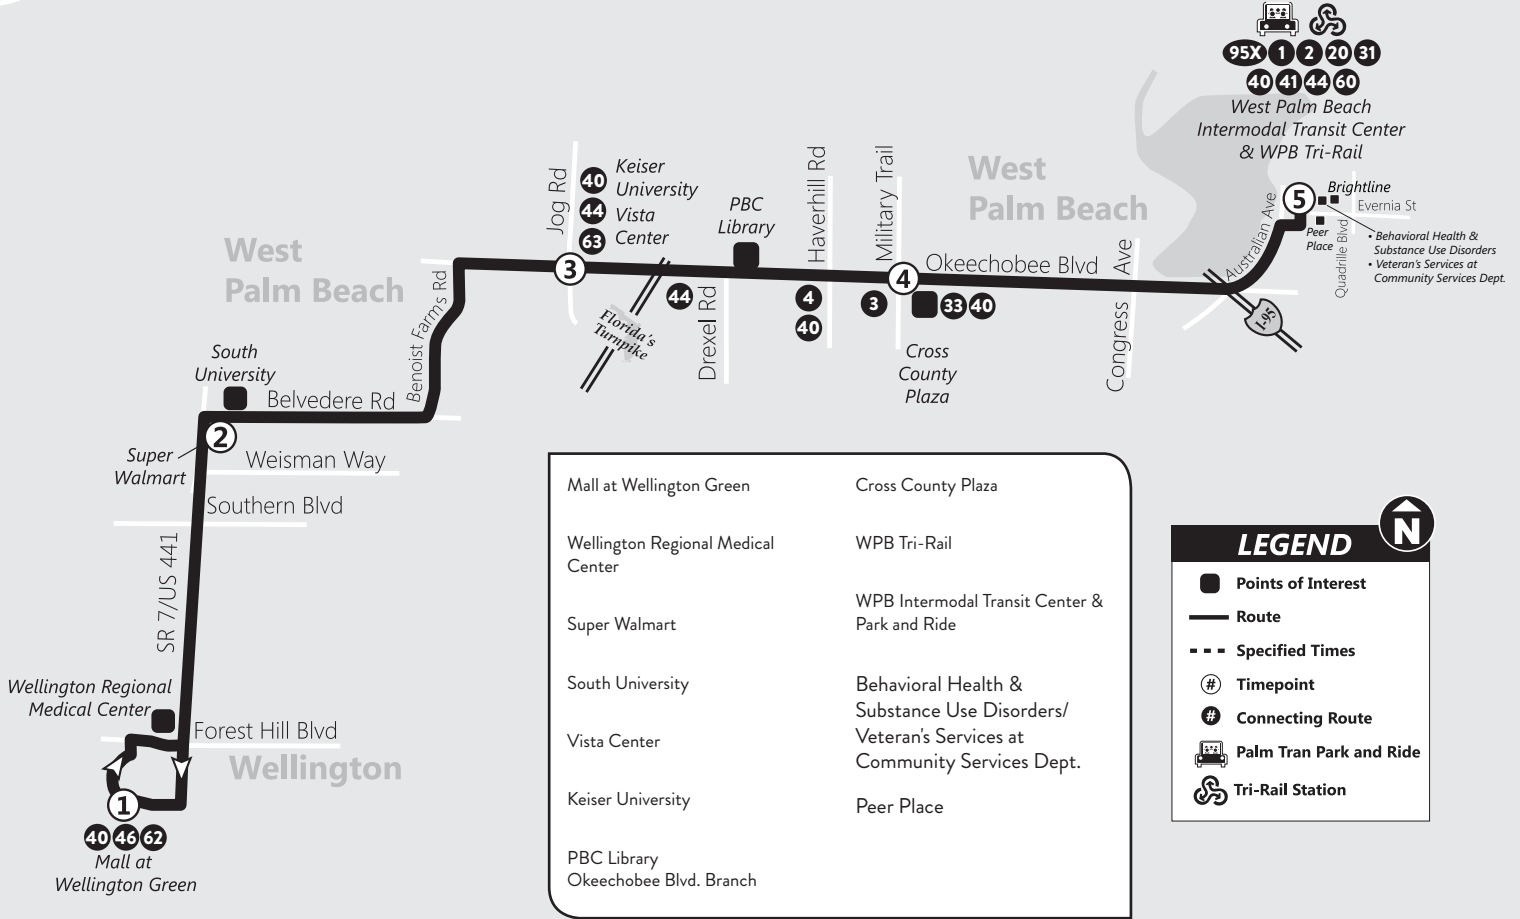 95X 1 2 20 31
40 41 44 60
West Palm Beach
Intermodal Transit Center
& WPB Tri-Rail
5
Brightline
Evernia St
Peer
Place
• Behavioral Health &
Substance Use Disorders
• Veteran's Services at
Community Services Dept.
Quadrille Blvd
Australian Ave
I-95
West
Palm Beach
Okeechobee Blvd
Congress Ave
Military Trail
4
3
33 40
Cross
County
Plaza
Haverhill Rd
4
40
PBC
Library
Drexel Rd
44
Florida's
Turnpike
Jog Rd
40
44
63
Keiser
University
Vista
Center
3
West
Palm Beach
Benoist Farms Rd
South
University
Belvedere Rd
2
Super
Walmart
Weisman Way
Southern Blvd
SR 7/US 441
Wellington Regional
Medical Center
Forest Hill Blvd
Wellington
1
40 46 62
Mall at
Wellington Green
Mall at Wellington Green
Wellington Regional Medical
Center
Super Walmart
South University
Vista Center
Keiser University
PBC Library
Okeechobee Blvd. Branch
Cross County Plaza
WPB Tri-Rail
WPB Intermodal Transit Center &
Park and Ride
Behavioral Health &
Substance Use Disorders/
Veteran's Services at
Community Services Dept.
Peer Place
N
LEGEND
Points of Interest
Route
Specified Times
# Timepoint
# Connecting Route
Palm Tran Park and Ride
Tri-Rail Station